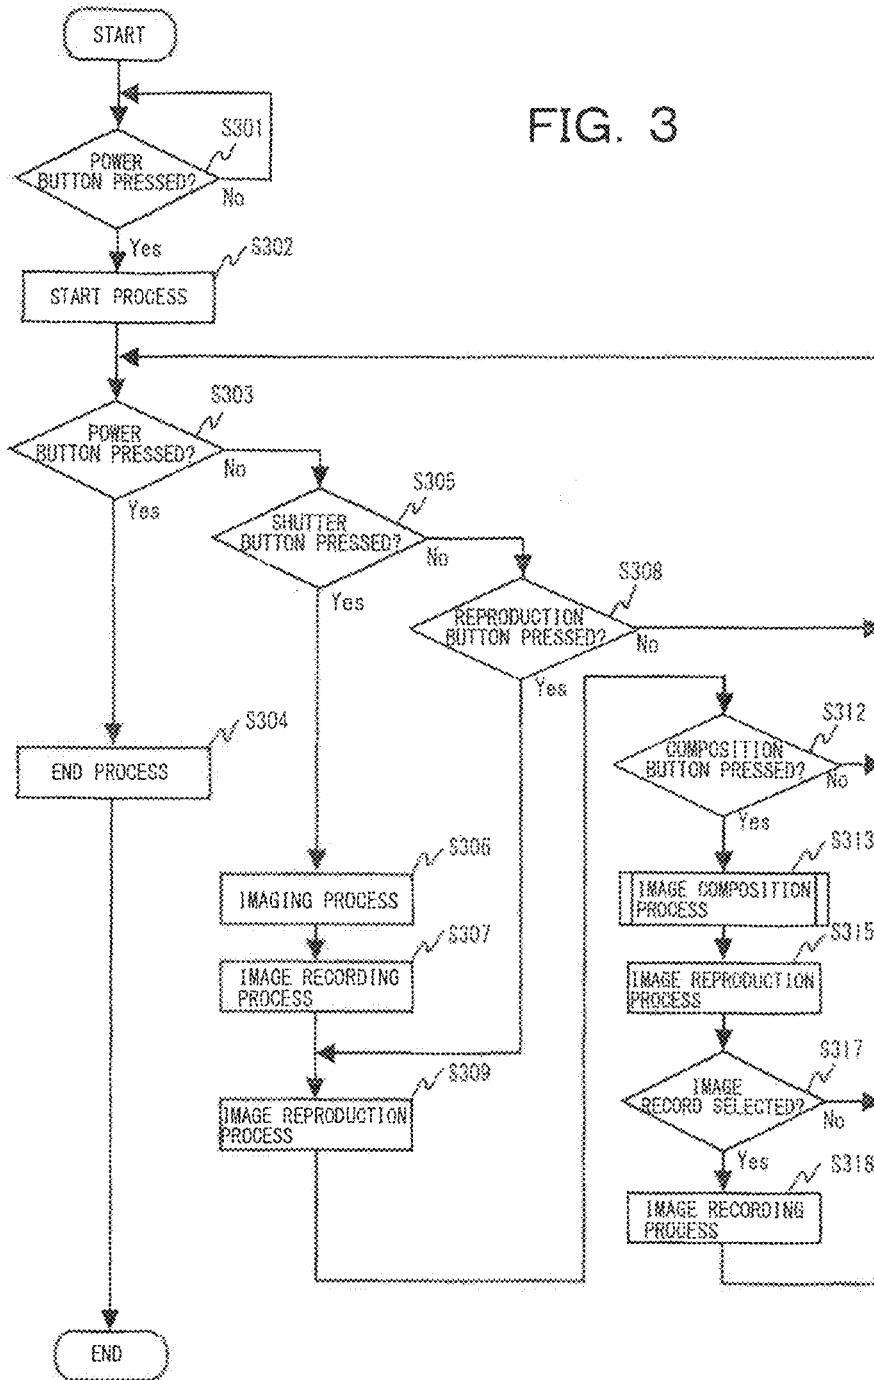 START
FIG. 3
S301
POWER
BUTTON PRESSED?
No
Yes
S302
START PROCESS
S303
POWER
BUTTON PRESSED?
No
Yes
S305
SHUTTER
BUTTON PRESSED?
No
Yes
S308
REPRODUCTION
BUTTON PRESSED?
No
Yes
S304
END PROCESS
S312
COMPOSITION
BUTTON PRESSED?
No
Yes
S306
IMAGING PROCESS
S313
IMAGE COMPOSITION
PROCESS
S307
IMAGE RECORDING
PROCESS
S315
IMAGE REPRODUCTION
PROCESS
S309
IMAGE REPRODUCTION
PROCESS
S317
IMAGE
RECORD SELECTED?
No
Yes
S318
IMAGE RECORDING
PROCESS
END